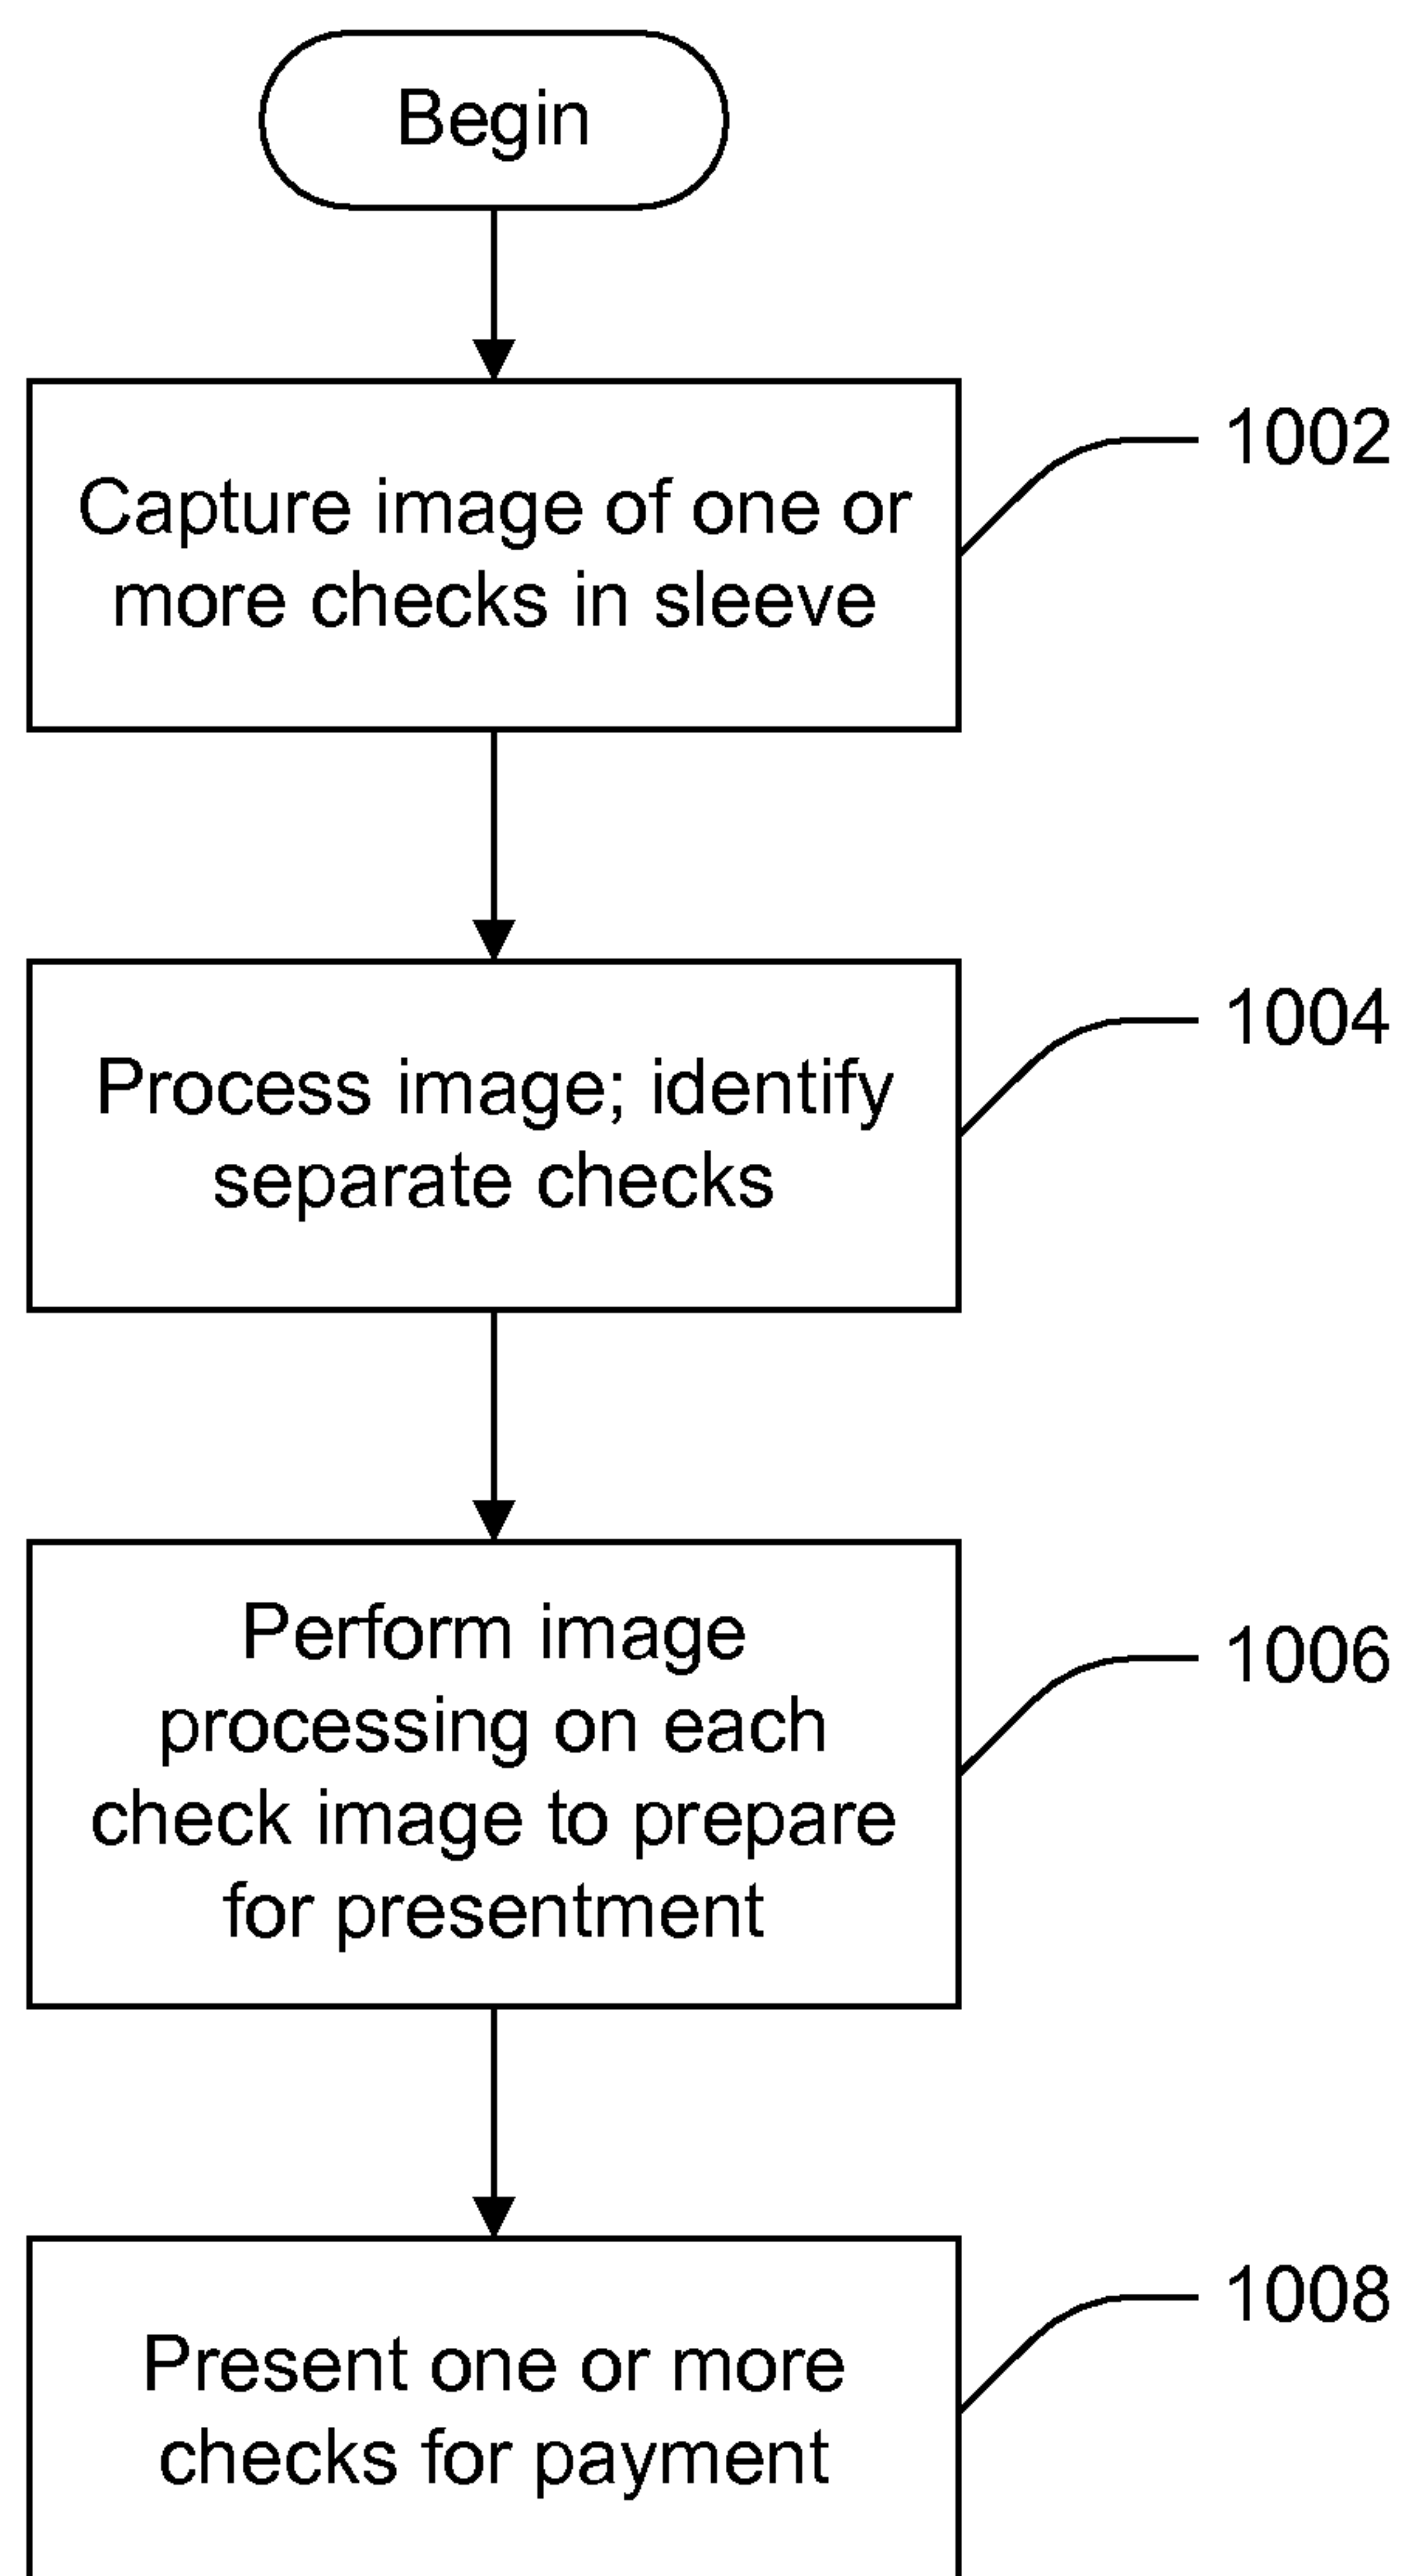 Begin
Capture image of one or
more checks in sleeve
1002
Process image; identify
separate checks
1004
Perform image
processing on each
check image to prepare
for presentment
1006
Present one or more
checks for payment
1008